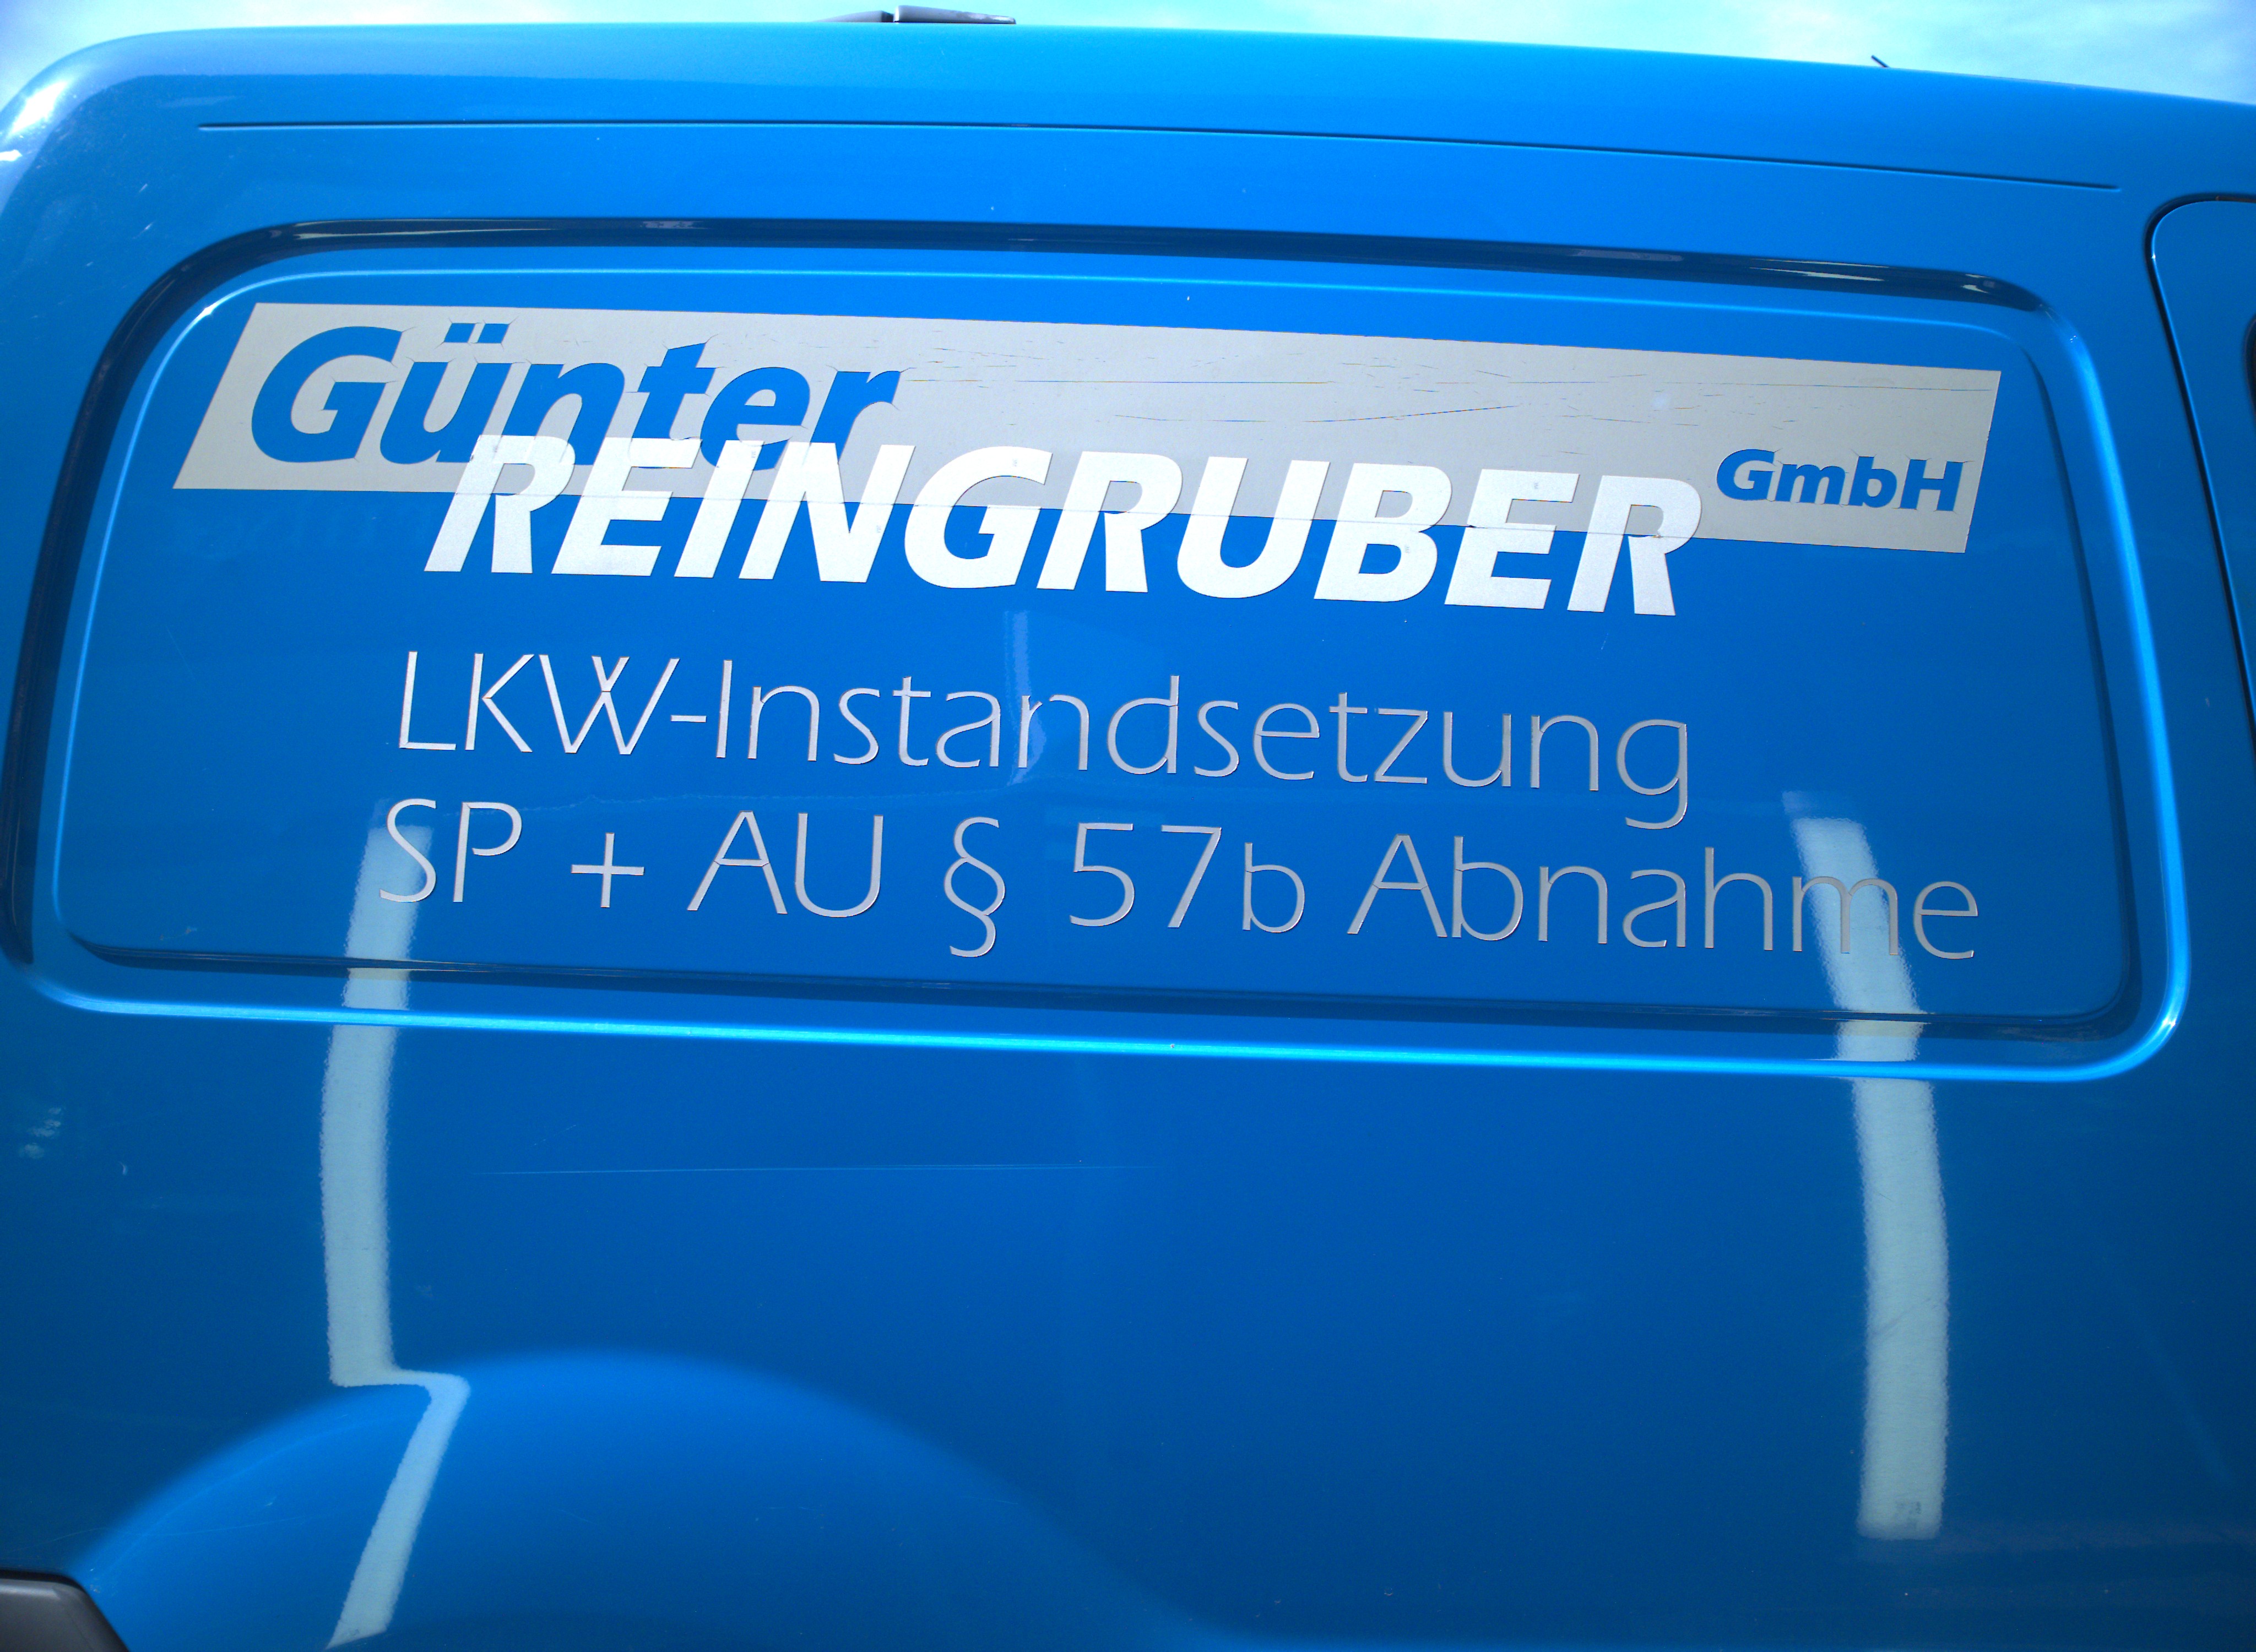 Günter
REINGRUBER GmbH
LKW-Instandsetzung
SP + AU § 57b Abnahme